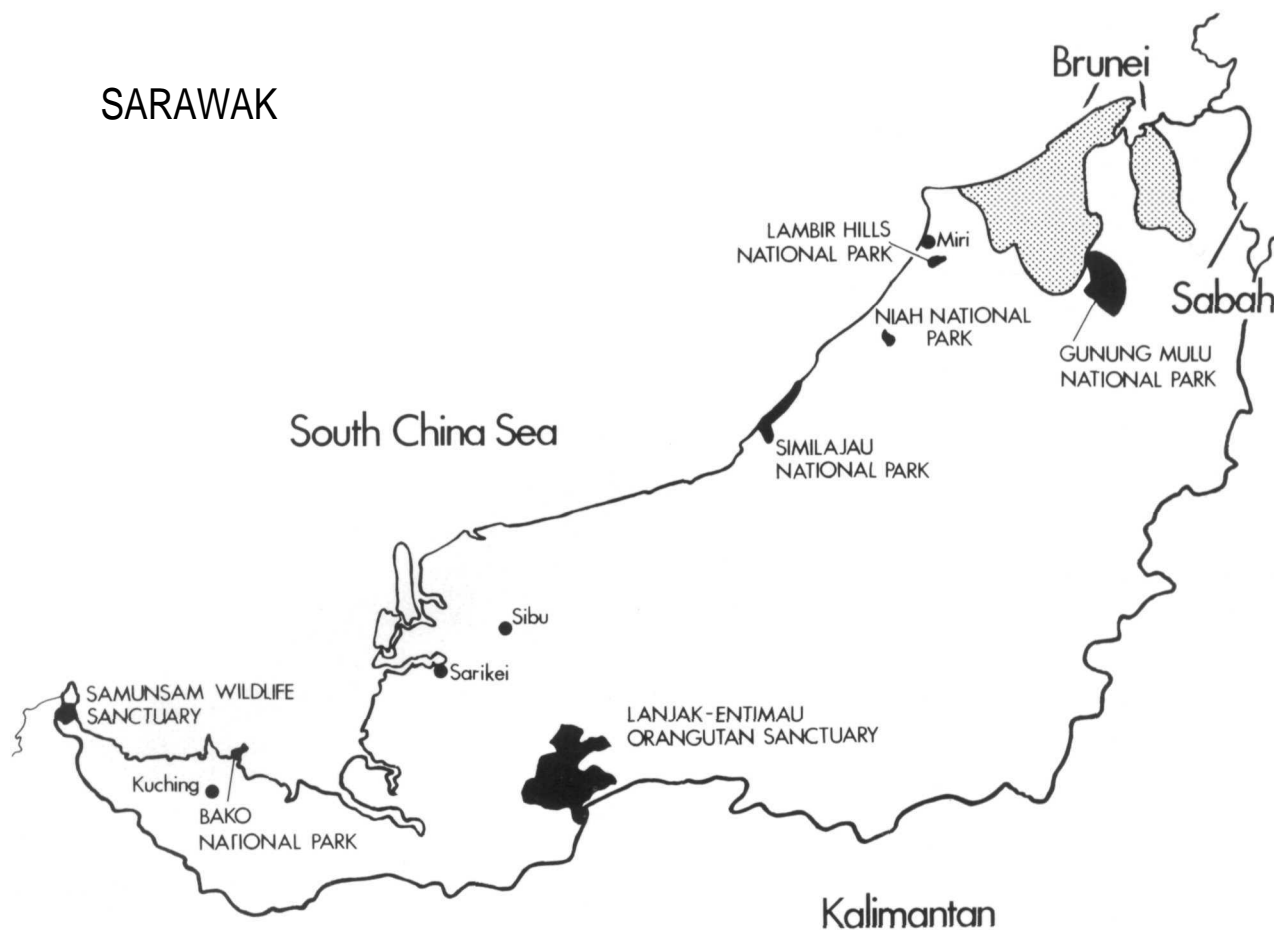 SARAWAK
Brunei
LAMBIR HILLS
NATIONAL PARK
Miri
Sabah
NIAH NATIONAL
PARK
GUNUNG MULU
NATIONAL PARK
South China Sea
SIMILAJAU
NATIONAL PARK
Sibu
Sarikei
SAMUNSAM WILDLIFE
SANCTUARY
LANJAK-ENTIMAU
ORANGUTAN SANCTUARY
Kuching
BAKO
NATIONAL PARK
Kalimantan